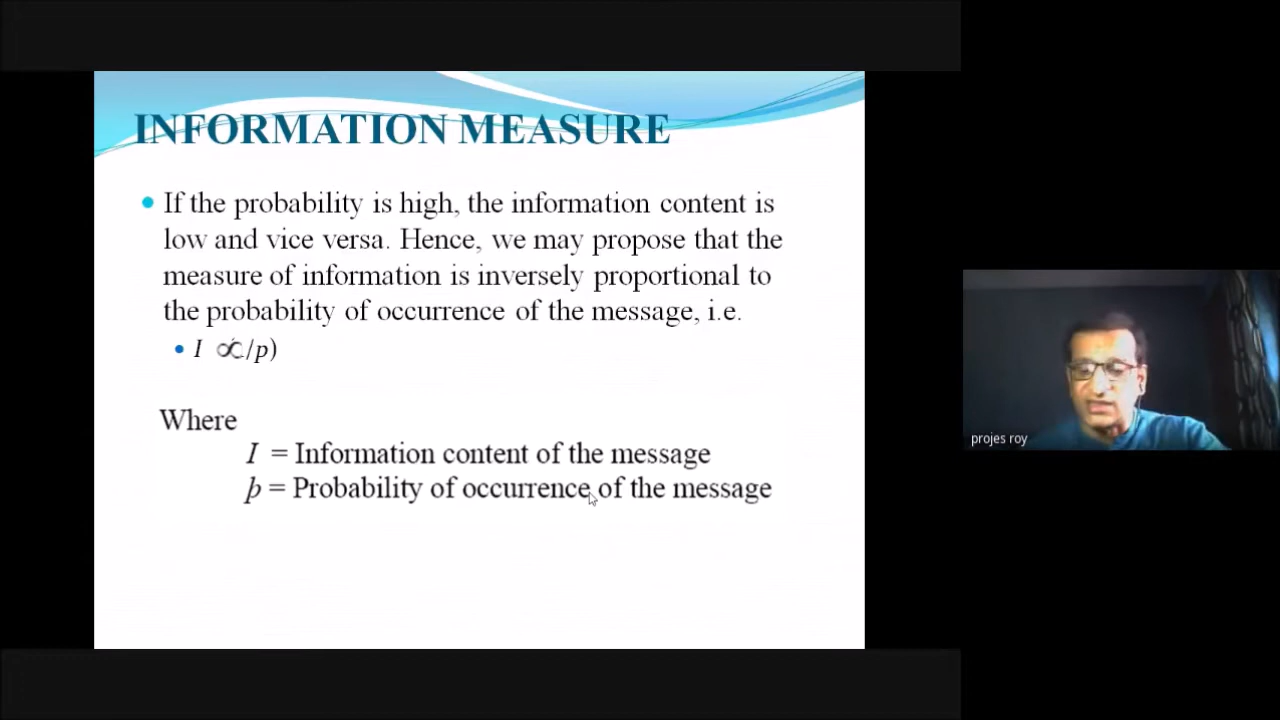 INFORMATION MEASURE
If the probability is high, the information content is
low and vice versa. Hence, we may propose that the
measure of information is inversely proportional to
the probability of occurrence of the message, i.e.
I ∝/p)
Where
I = Information content of the message
p = Probability of occurrence of the message
projes roy